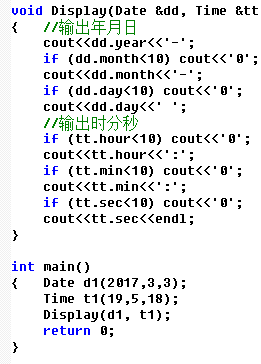 void Display(Date &dd, Time &tt
{   //输出年月日
    cout<<dd.year<<'-';
    if (dd.month<10) cout<<'0';
    cout<<dd.month<<'-';
    if (dd.day<10) cout<<'0';
    cout<<dd.day<<' ';
    //输出时分秒
    if (tt.hour<10) cout<<'0';
    cout<<tt.hour<<':';
    if (tt.min<10) cout<<'0';
    cout<<tt.min<<':';
    if (tt.sec<10) cout<<'0';
    cout<<tt.sec<<endl;
}
int main()
{   Date d1(2017,3,3);
    Time t1(19,5,18);
    Display(d1, t1);
    return 0;
}